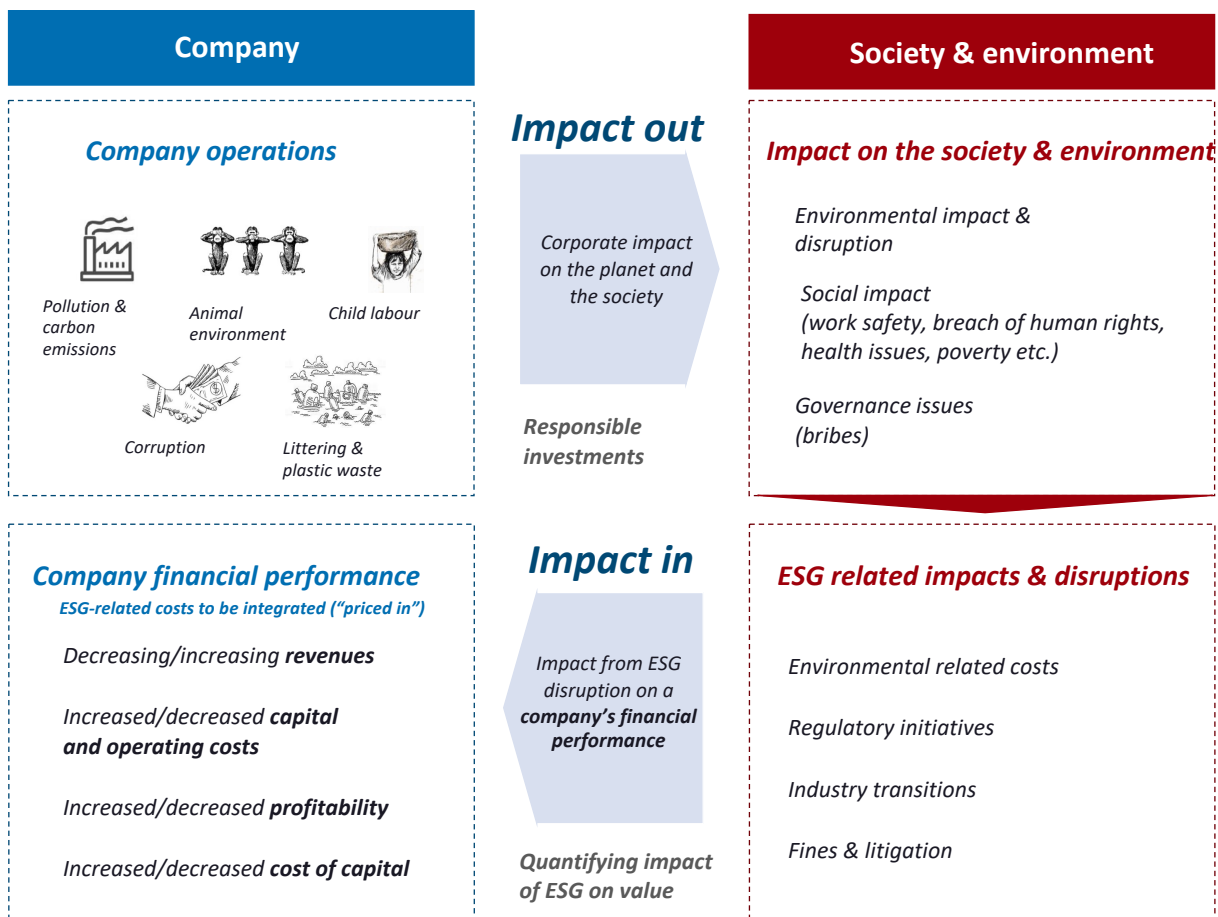 Company
Society & environment
Company operations
Pollution &
carbon
emissions
Animal
environment
Child labour
Corruption
Littering &
plastic waste
Impact out
Corporate impact
on the planet and
the society
Responsible
investments
Impact on the society & environment
Environmental impact &
disruption
Social impact
(work safety, breach of human rights,
health issues, poverty etc.)
Governance issues
(bribes)
Company financial performance
ESG-related costs to be integrated (“priced in”)
Decreasing/increasing revenues
Increased/decreased capital
and operating costs
Increased/decreased profitability
Increased/decreased cost of capital
Impact in
Impact from ESG
disruption on a
company’s financial
performance
Quantifying impact
of ESG on value
ESG related impacts & disruptions
Environmental related costs
Regulatory initiatives
Industry transitions
Fines & litigation